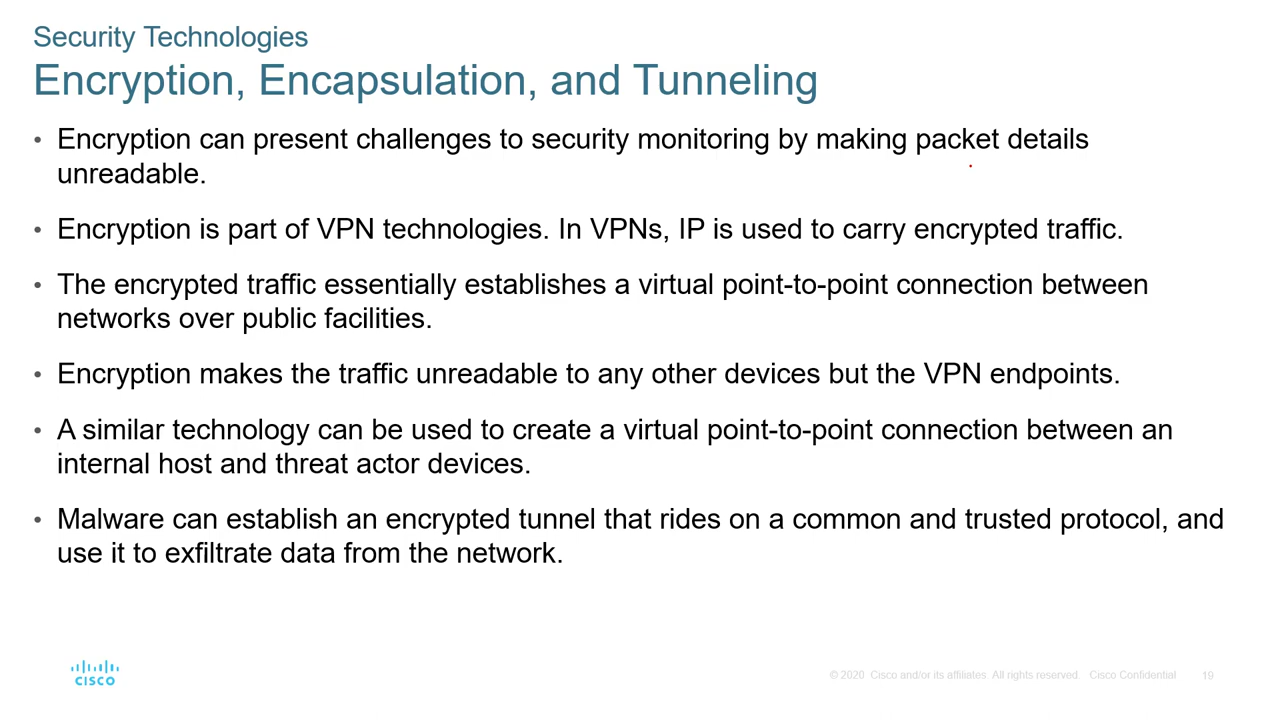 Security Technologies
Encryption, Encapsulation, and Tunneling
• Encryption can present challenges to security monitoring by making packet details
unreadable.
• Encryption is part of VPN technologies. In VPNs, IP is used to carry encrypted traffic.
• The encrypted traffic essentially establishes a virtual point-to-point connection between
networks over public facilities.
• Encryption makes the traffic unreadable to any other devices but the VPN endpoints.
• A similar technology can be used to create a virtual point-to-point connection between an
internal host and threat actor devices.
• Malware can establish an encrypted tunnel that rides on a common and trusted protocol, and
use it to exfiltrate data from the network.
CISCO
© 2020 Cisco and/or its affiliates. All rights reserved. Cisco Confidential 19